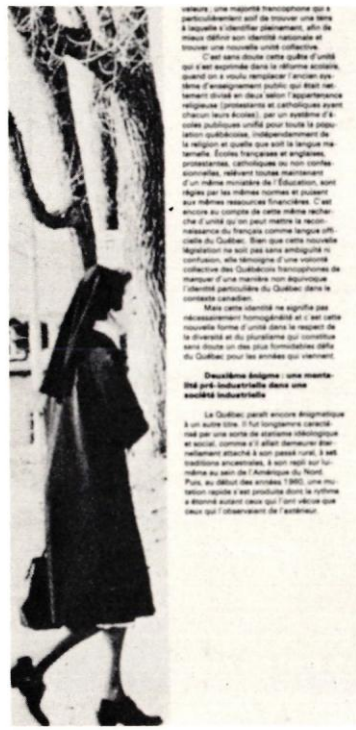 valeurs ; une majorité francophone qui a
particulièrement soif de trouver une terre
à laquelle s'identifier pleinement, afin de
mieux définir son identité nationale et
trouver une nouvelle unité collective.
C'est sans doute cette quête d'unité
qui s'est exprimée dans la réforme scolaire,
quand on a voulu remplacer l'ancien sys-
tème d'enseignement public qui était net-
tement divisé en deux selon l'appartenance
religieuse (protestants et catholiques ayant
chacun leurs écoles), par un système d'é-
coles publiques unifié pour toute la popu-
lation québécoise, indépendamment de
la religion et quelle que soit la langue ma-
ternelle. Écoles françaises et anglaises,
protestantes, catholiques ou non confes-
sionnelles, relèvent toutes maintenant
d'un même ministère de l'Éducation, sont
régies par les mêmes normes et puisent
aux mêmes ressources financières. C'est
encore au compte de cette même recher-
che d'unité qu'on peut mettre la recon-
naissance du français comme langue offi-
cielle du Québec. Bien que cette nouvelle
législation ne soit pas sans ambiguïté ni
confusion, elle témoigne d'une volonté
collective des Québécois francophones de
marquer d'une manière non équivoque
l'identité particulière du Québec dans le
contexte canadien.
Mais cette identité ne signifie pas
nécessairement homogénéité et c'est cette
nouvelle forme d'unité dans le respect de
la diversité et du pluralisme qui constitue
sans doute un des plus formidables défis
du Québec pour les années qui viennent.
Deuxième énigme : une menta-
lité pré-industrielle dans une
société industrielle
Le Québec paraît encore énigmatique
à un autre titre. Il fut longtemps caracté-
risé par une sorte de statisme idéologique
et social, comme s'il allait demeurer éter-
nellement attaché à son passé rural, à ses
traditions ancestrales, à son repli sur lui-
même au sein de l'Amérique du Nord.
Puis, au début des années 1960, une mu-
tation rapide s'est produite dont le rythme
a étonné autant ceux qui l'ont vécue que
ceux qui l'observaient de l'extérieur.